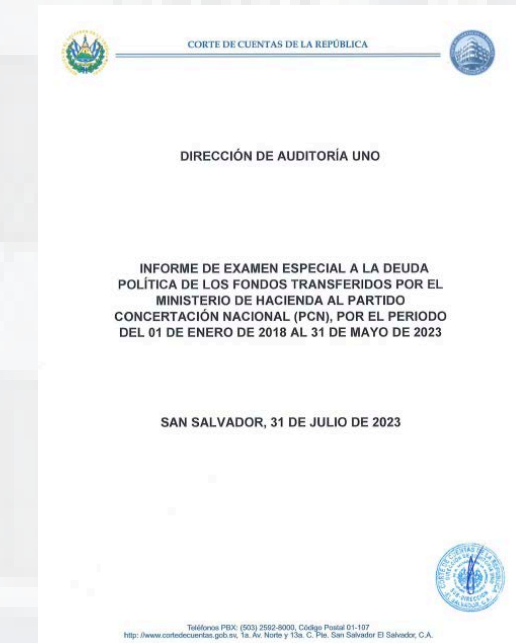 CORTE DE CUENTAS DE LA REPÚBLICA
DIRECCIÓN DE AUDITORÍA UNO
INFORME DE EXAMEN ESPECIAL A LA DEUDA
POLÍTICA DE LOS FONDOS TRANSFERIDOS POR EL
MINISTERIO DE HACIENDA AL PARTIDO
CONCERTACIÓN NACIONAL (PCN), POR EL PERIODO
DEL 01 DE ENERO DE 2018 AL 31 DE MAYO DE 2023
SAN SALVADOR, 31 DE JULIO DE 2023
Teléfonos PBX: (503) 2592-8000, Código Postal 01-107
http: //www.cortedecuentas.gob.sv, 1a. Av. Norte y 13a. C. Pte. San Salvador El Salvador, C.A.